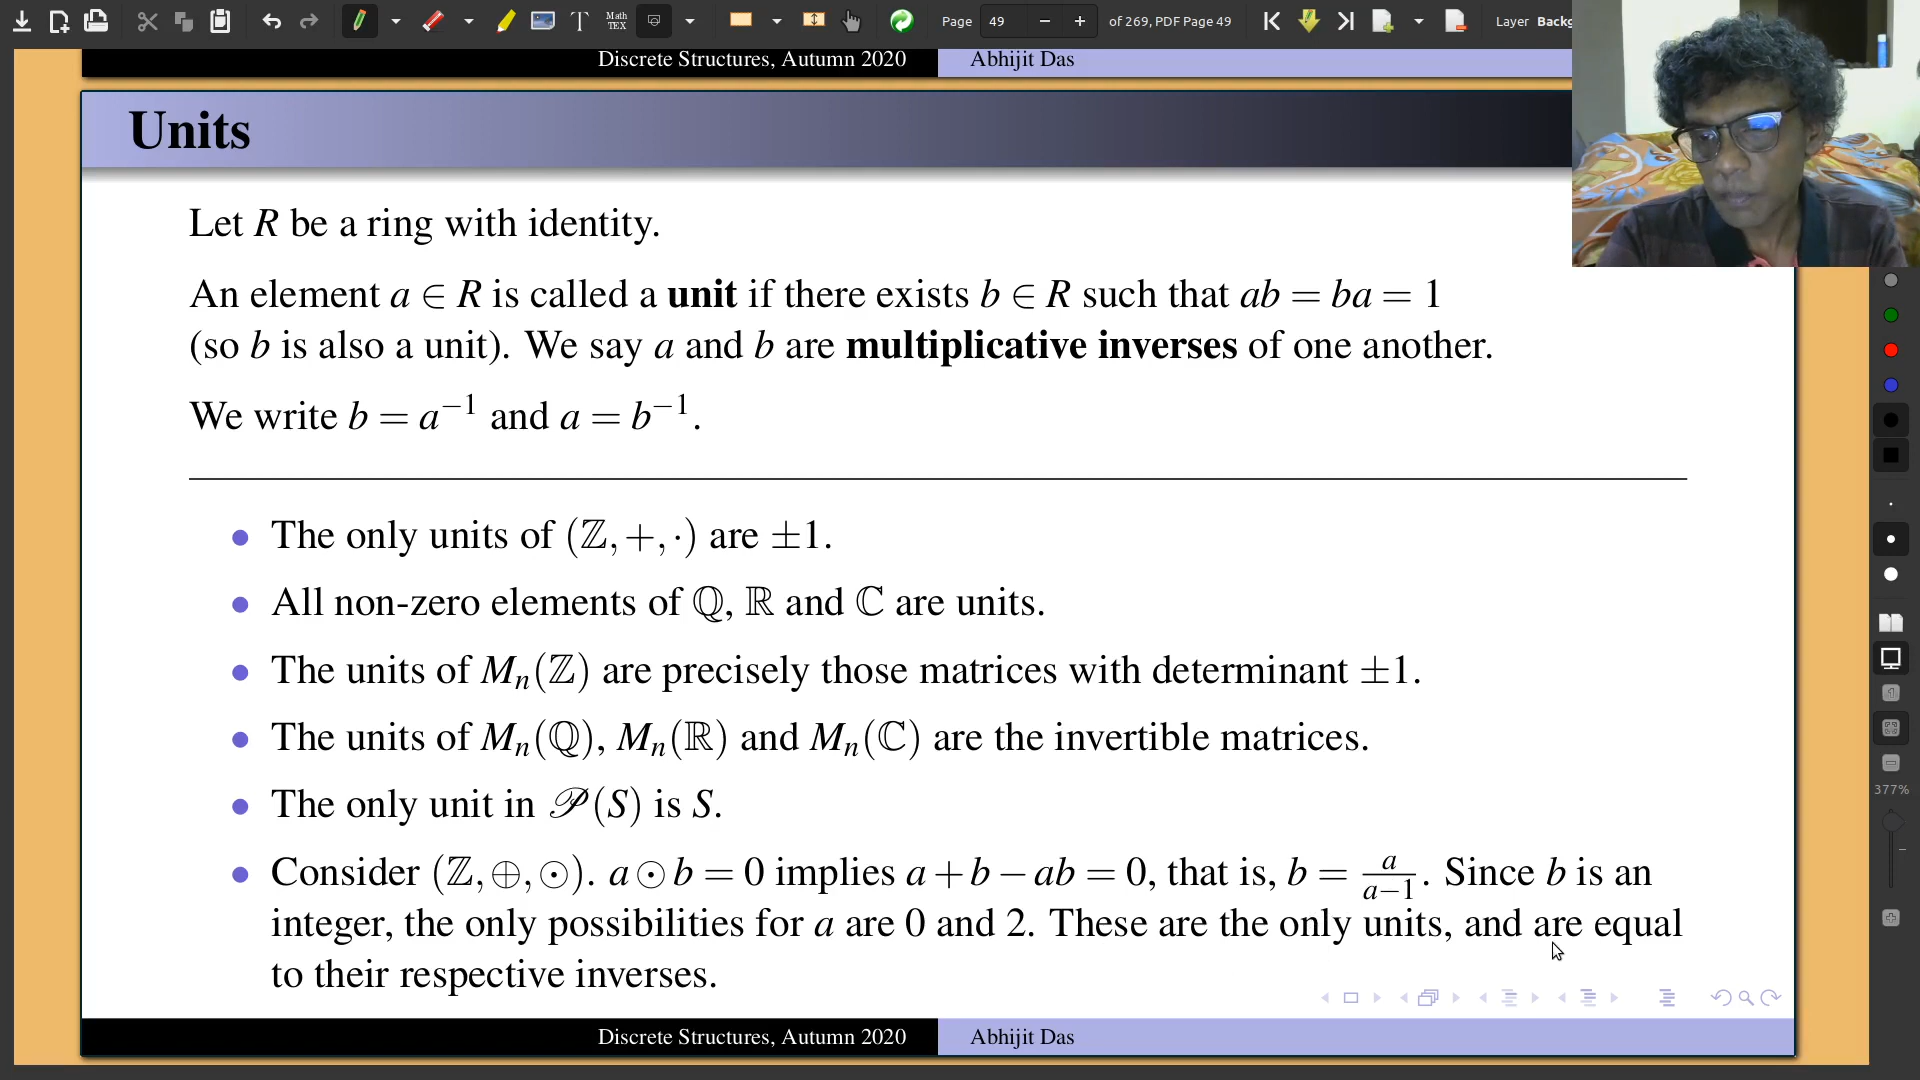 Math
TEX
Page 49 of 269, PDF Page 49
Layer Backg
Discrete Structures, Autumn 2020 Abhijit Das
Units
Let R be a ring with identity.
An element a ∈ R is called a unit if there exists b ∈ R such that ab = ba = 1
(so b is also a unit). We say a and b are multiplicative inverses of one another.
We write b = a⁻¹ and a = b⁻¹.
• The only units of (ℤ, +, ·) are ±1.
• All non-zero elements of ℚ, ℝ and ℂ are units.
• The units of Mₙ(ℤ) are precisely those matrices with determinant ±1.
• The units of Mₙ(ℚ), Mₙ(ℝ) and Mₙ(ℂ) are the invertible matrices.
• The only unit in 𝒫(S) is S.
• Consider (ℤ, ⊕, ⊙). a ⊙ b = 0 implies a + b − ab = 0, that is, b = a/(a−1). Since b is an
integer, the only possibilities for a are 0 and 2. These are the only units, and are equal
to their respective inverses.
377%
Discrete Structures, Autumn 2020 Abhijit Das